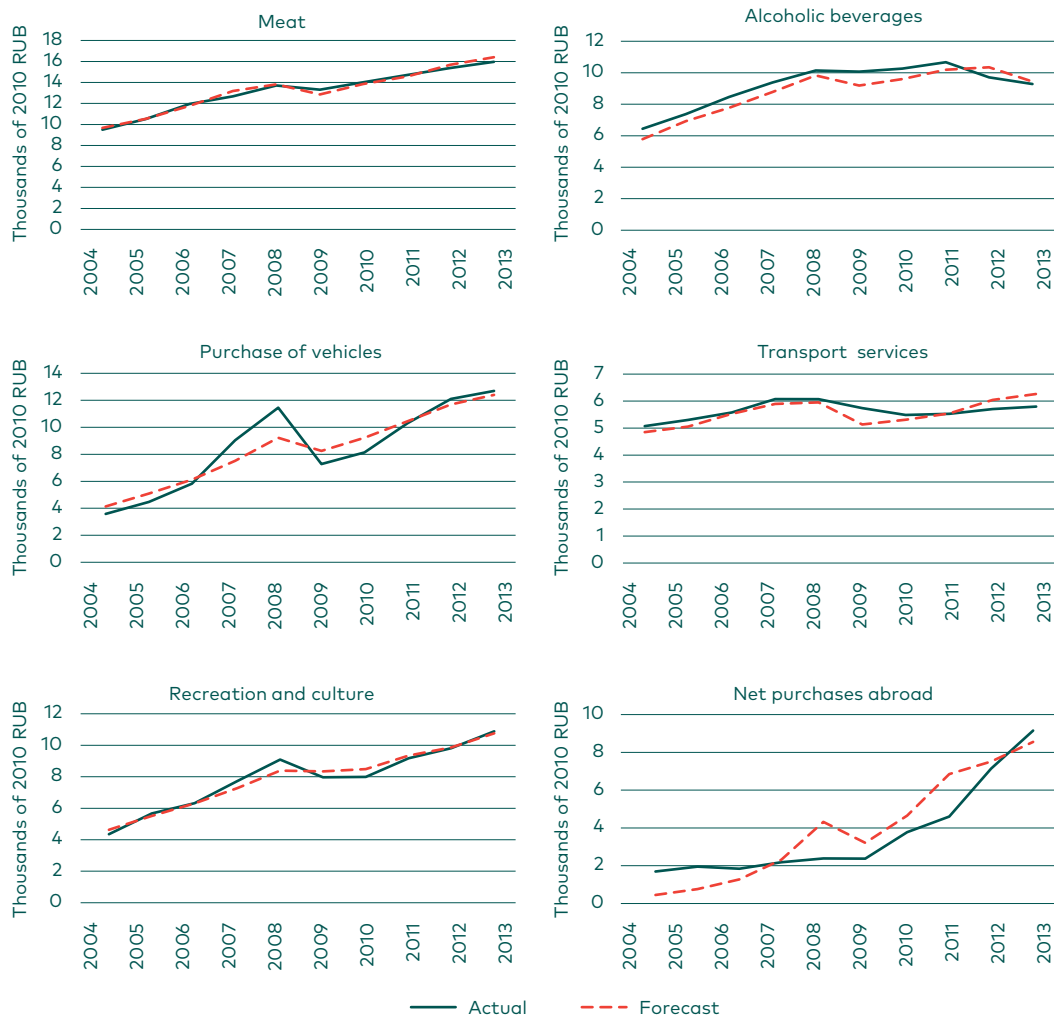 Meat
Thousands of 2010 RUB
18
16
14
12
10
8
6
4
2
0
2004 2005 2006 2007 2008 2009 2010 2011 2012 2013
Alcoholic beverages
Thousands of 2010 RUB
12
10
8
6
4
2
0
2004 2005 2006 2007 2008 2009 2010 2011 2012 2013
Purchase of vehicles
Thousands of 2010 RUB
14
12
10
8
6
4
2
0
2004 2005 2006 2007 2008 2009 2010 2011 2012 2013
Transport services
Thousands of 2010 RUB
7
6
5
4
3
2
1
0
2004 2005 2006 2007 2008 2009 2010 2011 2012 2013
Recreation and culture
Thousands of 2010 RUB
12
10
8
6
4
2
0
2004 2005 2006 2007 2008 2009 2010 2011 2012 2013
Net purchases abroad
Thousands of 2010 RUB
10
8
6
4
2
0
2004 2005 2006 2007 2008 2009 2010 2011 2012 2013
Actual Forecast